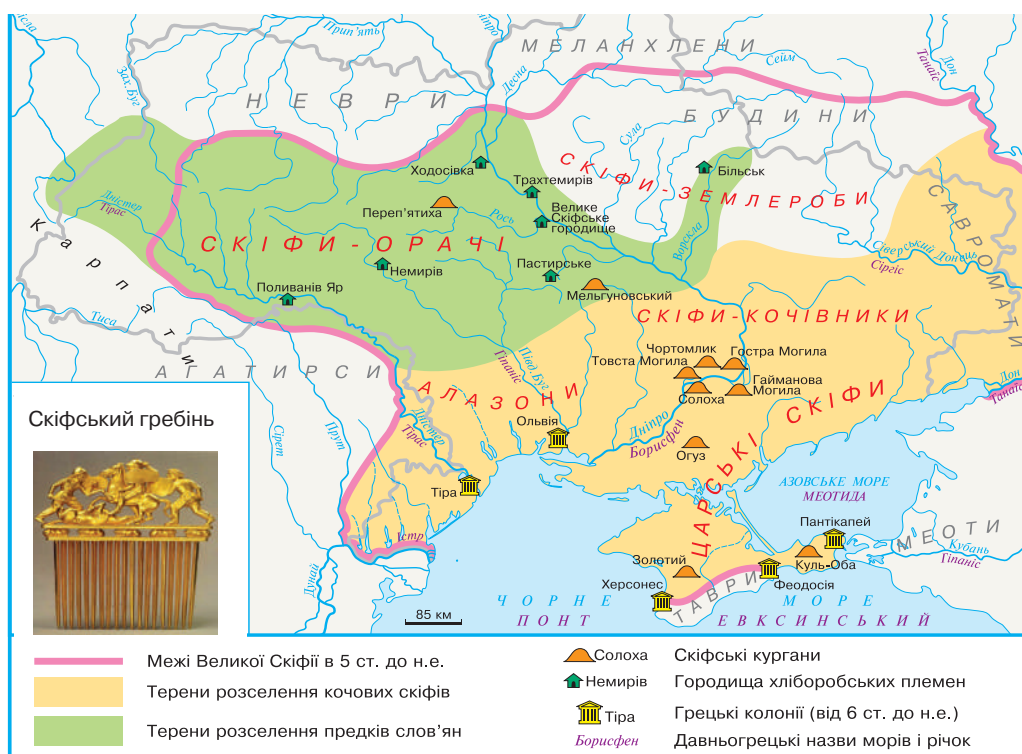 Вісла
Прип'ять
Дніпро
МЕЛАНХЛЕНИ
Зах. Буг
Десна
Сейм
Дон
Танаїс
НЕВРИ
Сула
БУДИНИ
Ходосівка
СКІФИ-ЗЕМЛЕРОБИ
Більськ
Трахтемирів
Дністер
Тірас
Переп'ятиха
Рось
Велике
Скіфське
городище
САВРОМАТИ
Карпати
СКІФИ-ОРАЧІ
Ворскла
Сіверський Донець
Сіргіс
Немирів
Пастирське
Поливанів Яр
Мельгуновський
Тиса
СКІФИ-КОЧІВНИКИ
АГАТИРСИ
Півд. Буг
Гіпаніс
Чортомлик
Гостра Могила
Товста Могила
Гайманова
Могила
Солоха
АЛАЗОНИ
ЦАРСЬКІ СКІФИ
Дон
Танаїс
Скіфський гребінь
Сірет
Прут
Дністер
Тірас
Ольвія
Дніпро
Борисфен
Огуз
Тіра
АЗОВСЬКЕ МОРЕ
МЕОТИДА
Пантікапей
МЕОТИ
Істр
Дунай
Золотий
Куль-Оба
Кубань
Гіпаніс
Херсонес
Феодосія
ТАВРИ
85 км
ЧОРНЕ МОРЕ
ПОНТ ЕВКСИНСЬКИЙ
Межі Великої Скіфії в 5 ст. до н.е.
Терени розселення кочових скіфів
Терени розселення предків слов'ян
Солоха Скіфські кургани
Немирів Городища хліборобських племен
Тіра Грецькі колонії (від 6 ст. до н.е.)
Борисфен Давньогрецькі назви морів і річок